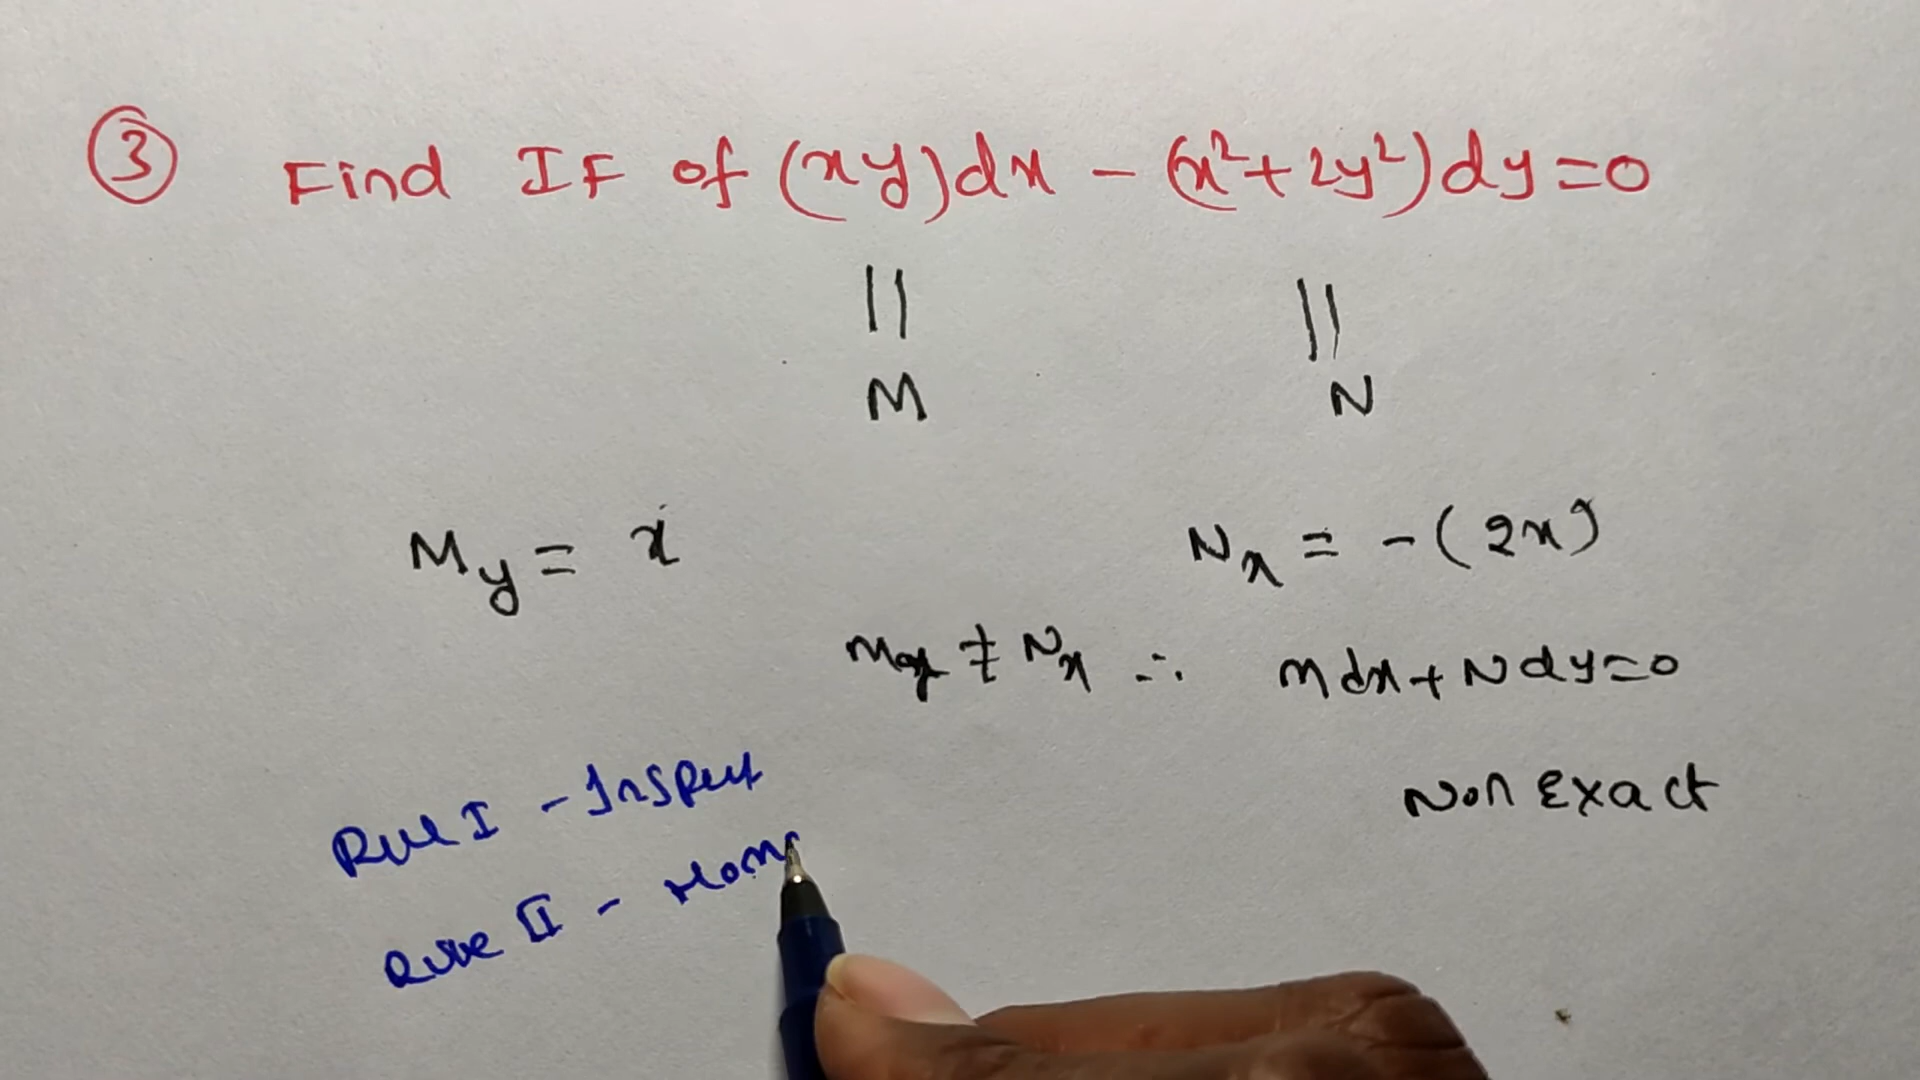 ③ Find IF of (xy)dx - (x²+2y²)dy=0
|| ||
M N
My = x Nx = -(2x)
My ≠ Nx ∴ Mdx+Ndy=0
Non Exact
Rule I - Inspect
Rule II - Hom